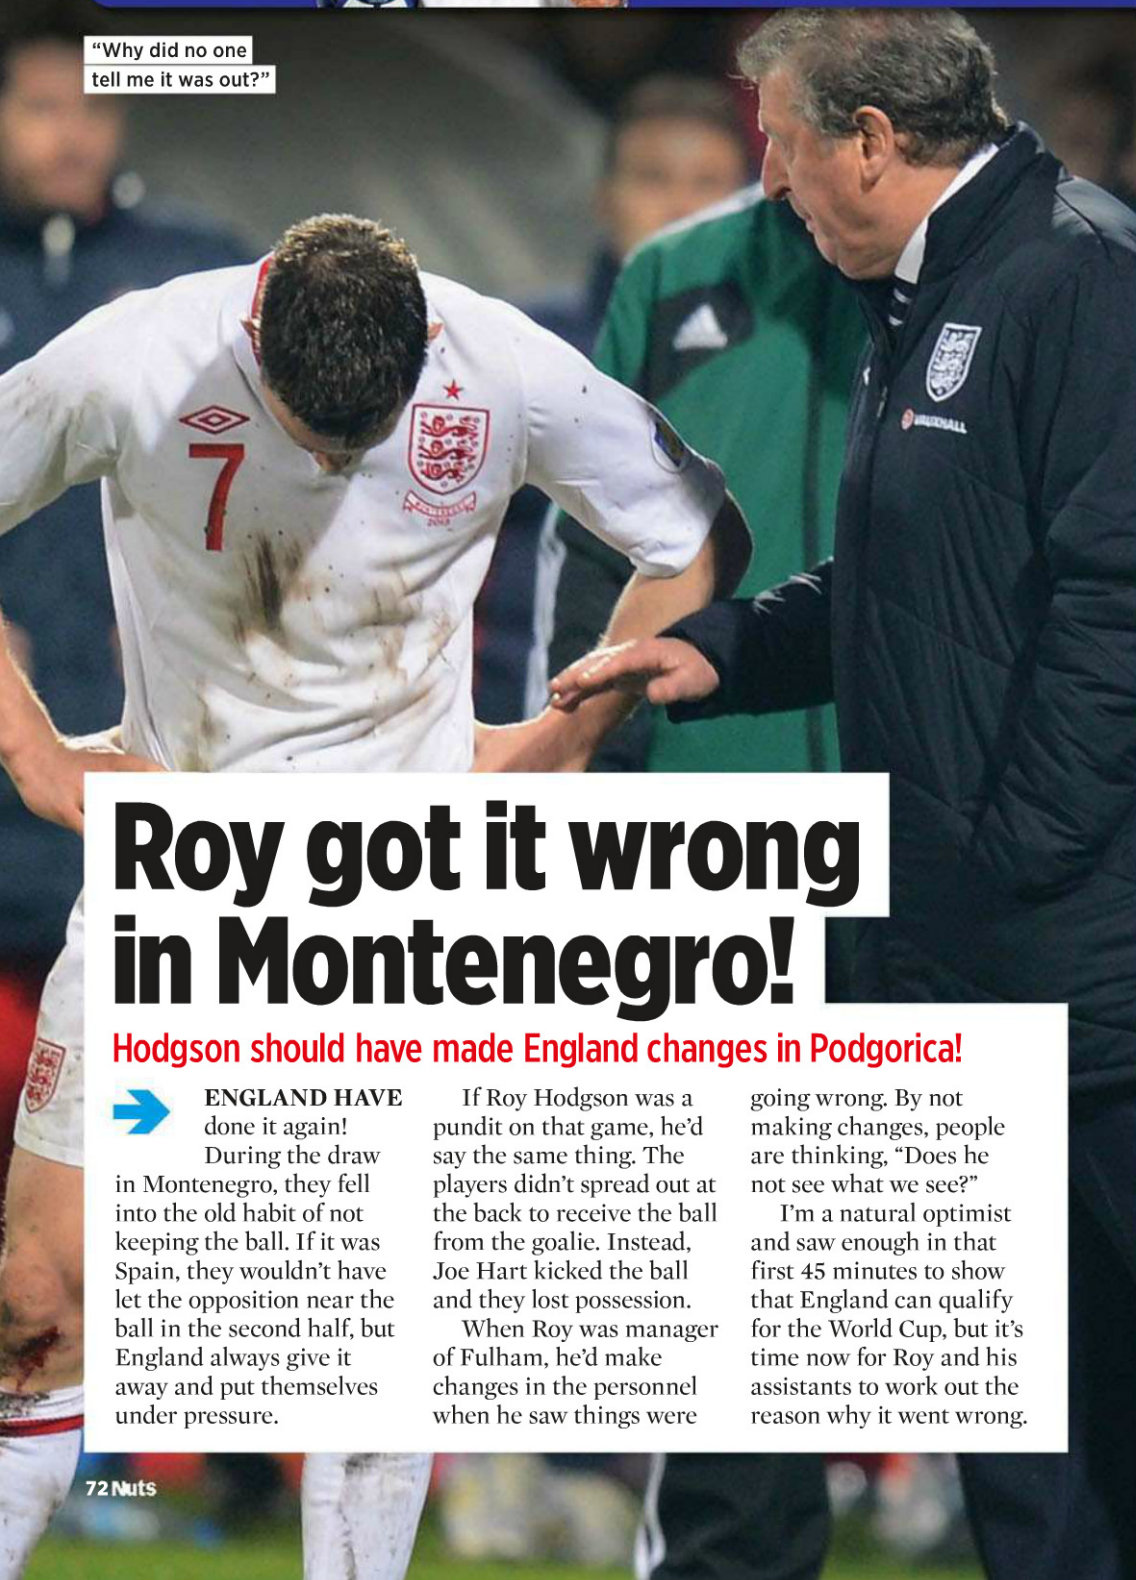 “Why did no one
tell me it was out?”
7
VAUXHALL
Roy got it wrong
in Montenegro!
Hodgson should have made England changes in Podgorica!
ENGLAND HAVE
done it again!
During the draw
in Montenegro, they fell
into the old habit of not
keeping the ball. If it was
Spain, they wouldn’t have
let the opposition near the
ball in the second half, but
England always give it
away and put themselves
under pressure.
If Roy Hodgson was a
pundit on that game, he’d
say the same thing. The
players didn’t spread out at
the back to receive the ball
from the goalie. Instead,
Joe Hart kicked the ball
and they lost possession.
When Roy was manager
of Fulham, he’d make
changes in the personnel
when he saw things were
going wrong. By not
making changes, people
are thinking, “Does he
not see what we see?”
I’m a natural optimist
and saw enough in that
first 45 minutes to show
that England can qualify
for the World Cup, but it’s
time now for Roy and his
assistants to work out the
reason why it went wrong.
72 Nuts